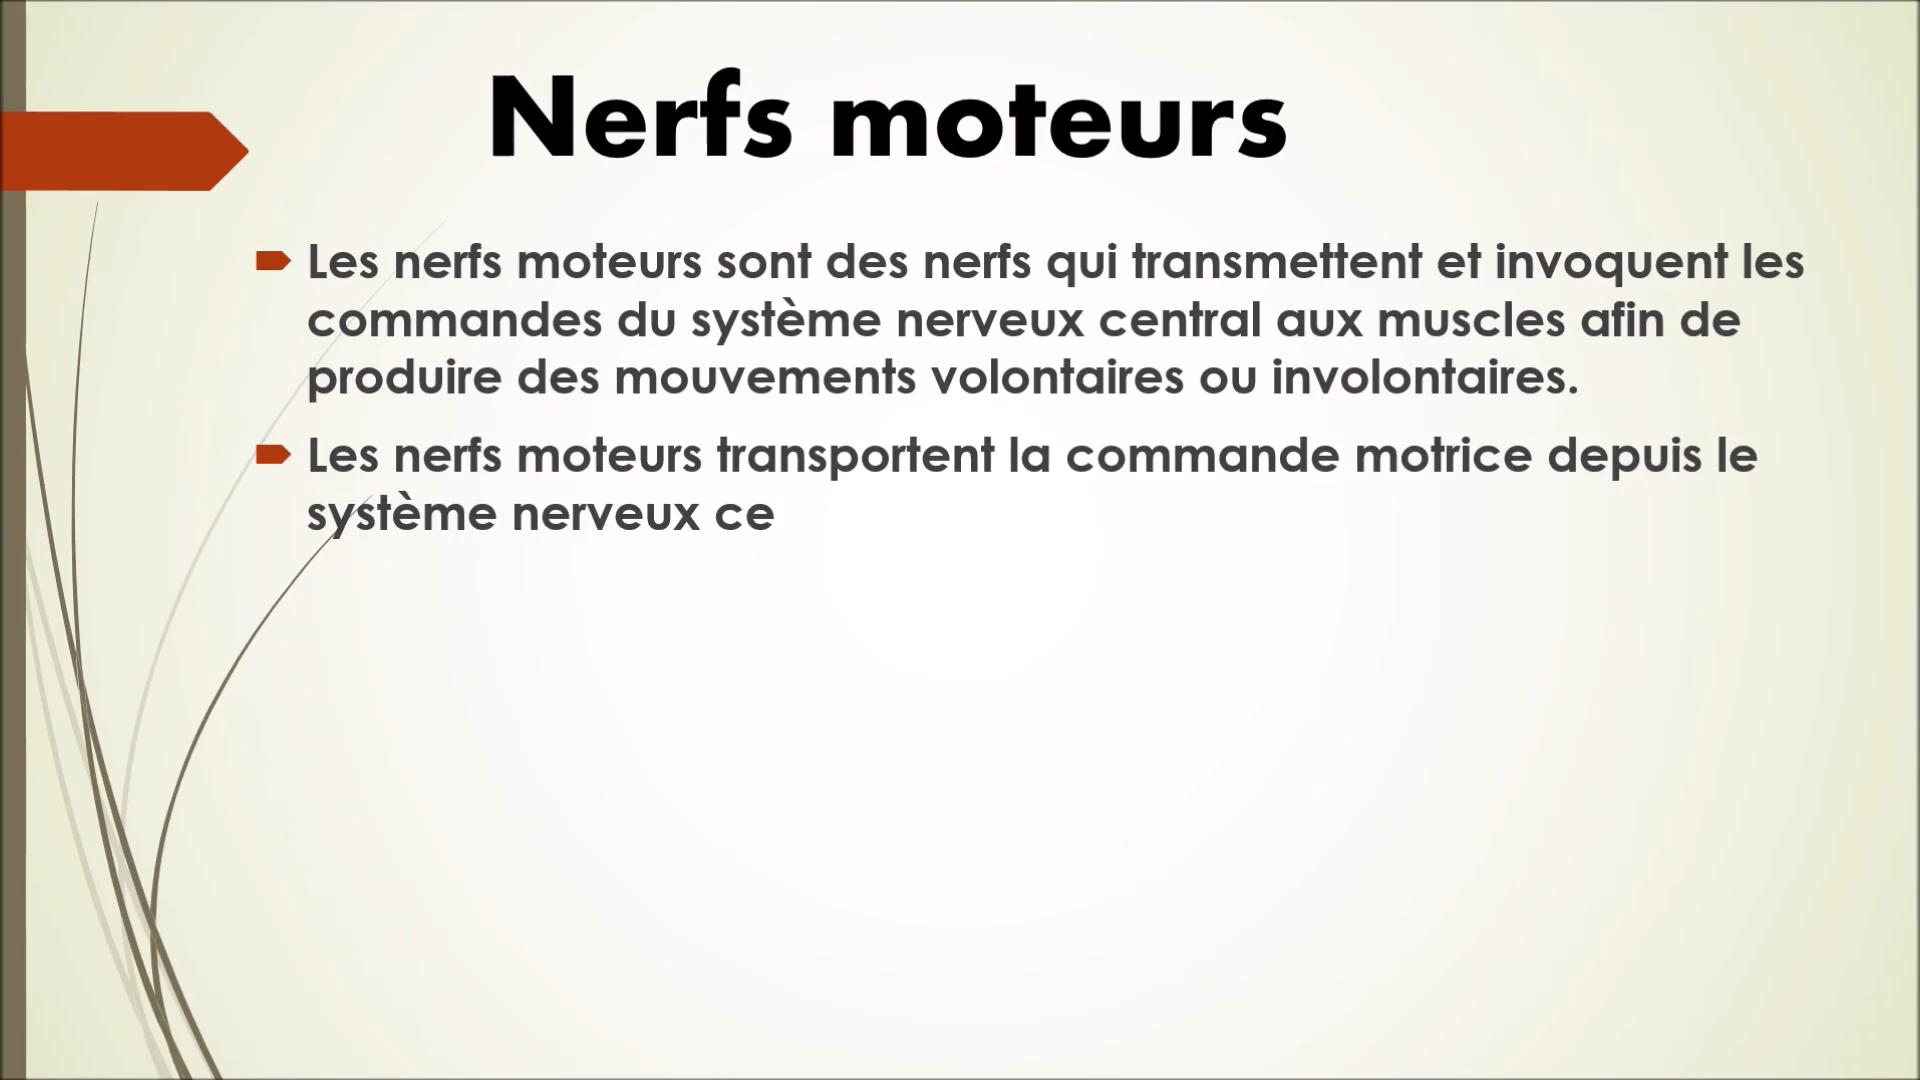 Nerfs moteurs
Les nerfs moteurs sont des nerfs qui transmettent et invoquent les
commandes du système nerveux central aux muscles afin de
produire des mouvements volontaires ou involontaires.
Les nerfs moteurs transportent la commande motrice depuis le
système nerveux ce